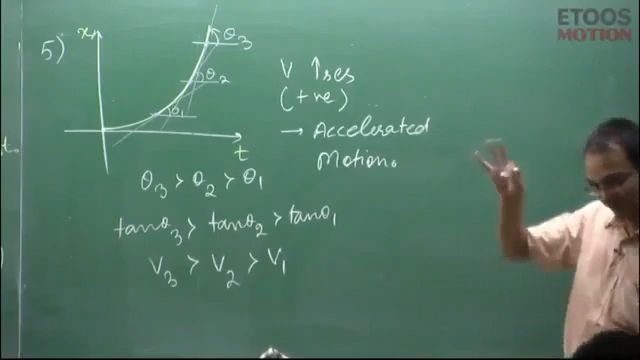 ETOOS
MOTION
5)
x
θ3
θ2
θ1
t
V ↑ses
(+ve)
→ Accelerated
Motion.
θ3 > θ2 > θ1
tanθ3 > tanθ2 > tanθ1
V3 > V2 > V1